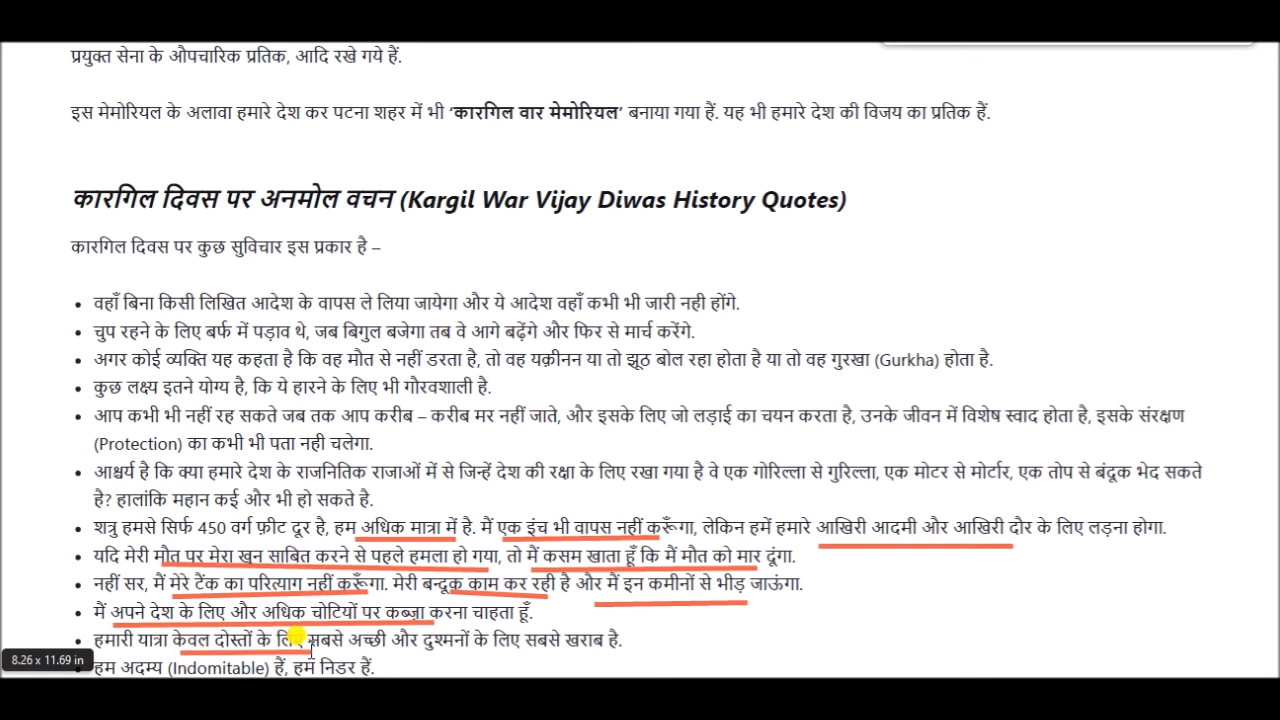 प्रयुक्त सेना के औपचारिक प्रतिक, आदि रखे गये हैं.
इस मेमोरियल के अलावा हमारे देश कर पटना शहर में भी ‘कारगिल वार मेमोरियल’ बनाया गया हैं. यह भी हमारे देश की विजय का प्रतिक हैं.
कारगिल दिवस पर अनमोल वचन (Kargil War Vijay Diwas History Quotes)
कारगिल दिवस पर कुछ सुविचार इस प्रकार है –
• वहाँ बिना किसी लिखित आदेश के वापस ले लिया जायेगा और ये आदेश वहाँ कभी भी जारी नही होंगे.
• चुप रहने के लिए बर्फ में पड़ाव थे, जब बिगुल बजेगा तब वे आगे बढ़ेंगे और फिर से मार्च करेंगे.
• अगर कोई व्यक्ति यह कहता है कि वह मौत से नहीं डरता है, तो वह यक़ीनन या तो झूठ बोल रहा होता है या तो वह गुरखा (Gurkha) होता है.
• कुछ लक्ष्य इतने योग्य है, कि ये हारने के लिए भी गौरवशाली है.
• आप कभी भी नहीं रह सकते जब तक आप करीब – करीब मर नहीं जाते, और इसके लिए जो लड़ाई का चयन करता है, उनके जीवन में विशेष स्वाद होता है, इसके संरक्षण
(Protection) का कभी भी पता नही चलेगा.
• आश्चर्य है कि क्या हमारे देश के राजनितिक राजाओं में से जिन्हें देश की रक्षा के लिए रखा गया है वे एक गोरिल्ला से गुरिल्ला, एक मोटर से मोर्टार, एक तोप से बंदूक भेद सकते
है? हालांकि महान कई और भी हो सकते है.
• शत्रु हमसे सिर्फ 450 वर्ग फ़ीट दूर है, हम अधिक मात्रा में है. मैं एक इंच भी वापस नहीं करूँगा, लेकिन हमें हमारे आखिरी आदमी और आखिरी दौर के लिए लड़ना होगा.
• यदि मेरी मौत पर मेरा खून साबित करने से पहले हमला हो गया, तो मैं कसम खाता हूँ कि मैं मौत को मार दूंगा.
• नहीं सर, मैं मेरे टैंक का परित्याग नहीं करूँगा. मेरी बन्दूक काम कर रही है और मैं इन कमीनों से भीड़ जाऊंगा.
• मैं अपने देश के लिए और अधिक चोटियों पर कब्ज़ा करना चाहता हूँ.
• हमारी यात्रा केवल दोस्तों के लिए सबसे अच्छी और दुश्मनों के लिए सबसे खराब है.
8.26 x 11.69 in
• हम अदम्य (Indomitable) हैं, हम निडर हैं.